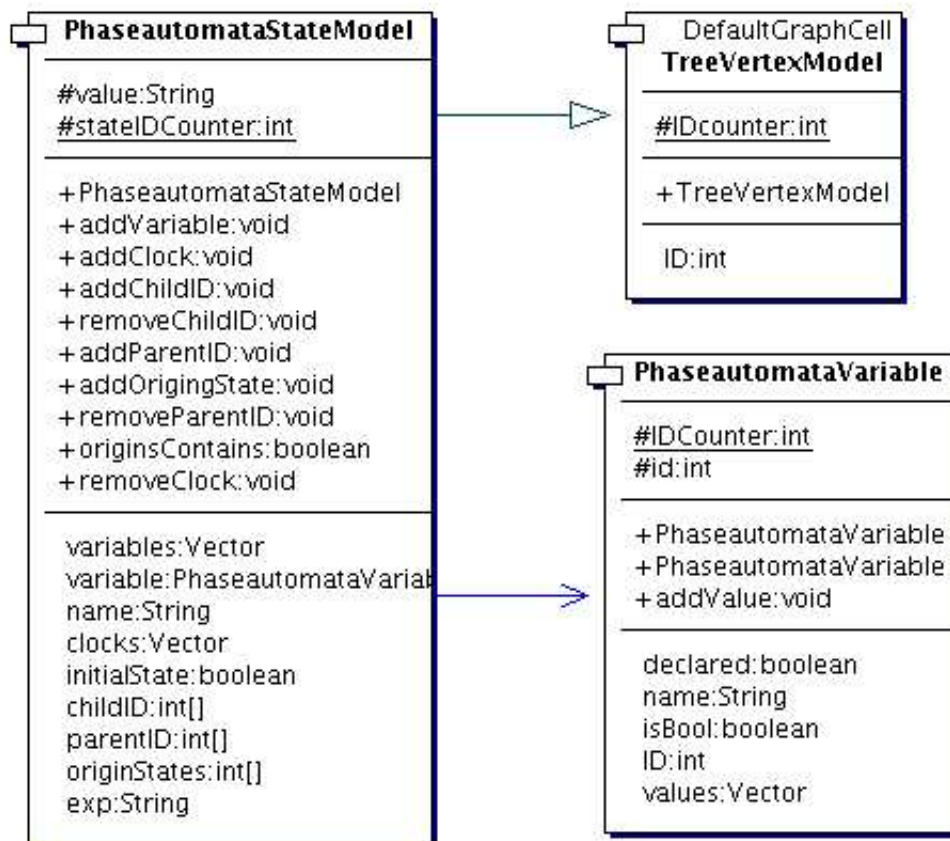 PhaseautomataStateModel
#value:String
#stateIDCounter:int
+PhaseautomataStateModel
+addVariable:void
+addClock:void
+addChildID:void
+removeChildID:void
+addParentID:void
+addOrigingState:void
+removeParentID:void
+originsContains:boolean
+removeClock:void
variables:Vector
variable:PhaseautomataVariab
name:String
clocks:Vector
initialState:boolean
childID:int[]
parentID:int[]
originStates:int[]
exp:String
DefaultGraphCell
TreeVertexModel
#IDcounter:int
+TreeVertexModel
ID:int
PhaseautomataVariable
#IDCounter:int
#id:int
+PhaseautomataVariable
+PhaseautomataVariable
+addValue:void
declared:boolean
name:String
isBool:boolean
ID:int
values:Vector